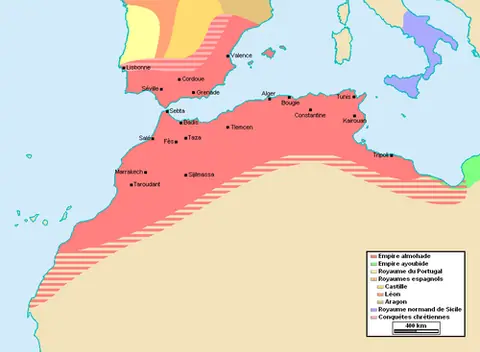 Valence
Lisbonne
Cordoue
Séville
Grenade
Alger
Tunis
Bougie
Sebta
Constantine
Badis
Kairouan
Tlemcen
Salé
Taza
Fès
Tripoli
Marrakech
Sijilmassa
Taroudant
Empire almohade
Empire ayoubide
Royaume du Portugal
Royaumes espagnols
Castille
Léon
Aragon
Royaume normand de Sicile
Conquêtes chrétiennes
400 km